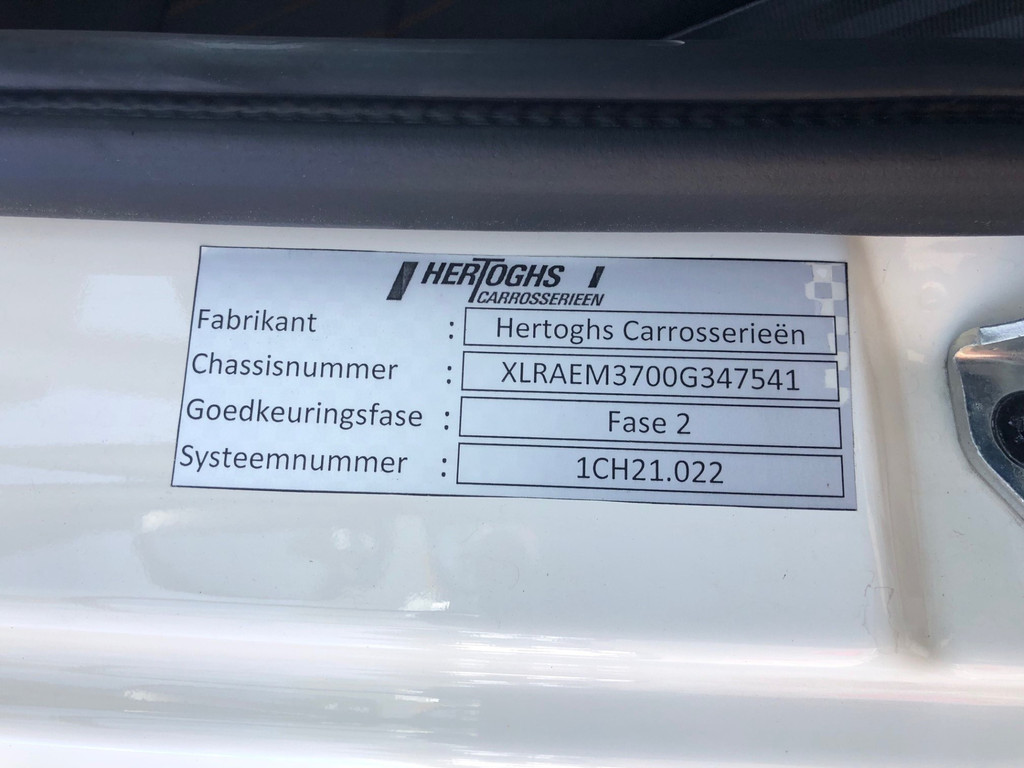 HERTOGHS
CARROSSERIEEN
Fabrikant : Hertoghs Carrosserieën
Chassisnummer : XLRAEM3700G347541
Goedkeuringsfase : Fase 2
Systeemnummer : 1CH21.022